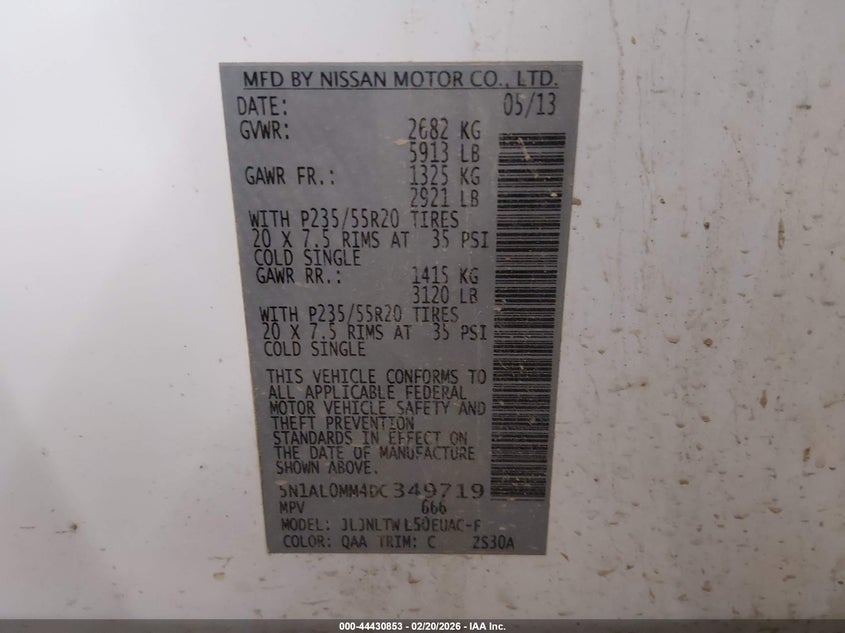 MFD BY NISSAN MOTOR CO., LTD.
DATE: 05/13
GVWR: 2682 KG
5913 LB
GAWR FR.: 1325 KG
2921 LB
WITH P235/55R20 TIRES
20 X 7.5 RIMS AT 35 PSI
COLD SINGLE
GAWR RR.: 1415 KG
3120 LB
WITH P235/55R20 TIRES
20 X 7.5 RIMS AT 35 PSI
COLD SINGLE
THIS VEHICLE CONFORMS TO
ALL APPLICABLE FEDERAL
MOTOR VEHICLE SAFETY AND
THEFT PREVENTION
STANDARDS IN EFFECT ON
THE DATE OF MANUFACTURE
SHOWN ABOVE.
5N1AL0MM4DC349719
MPV 666
MODEL:
COLOR: QAA TRIM: C 2S30A
000-44430853 - 02/20/2026 - IAA Inc.